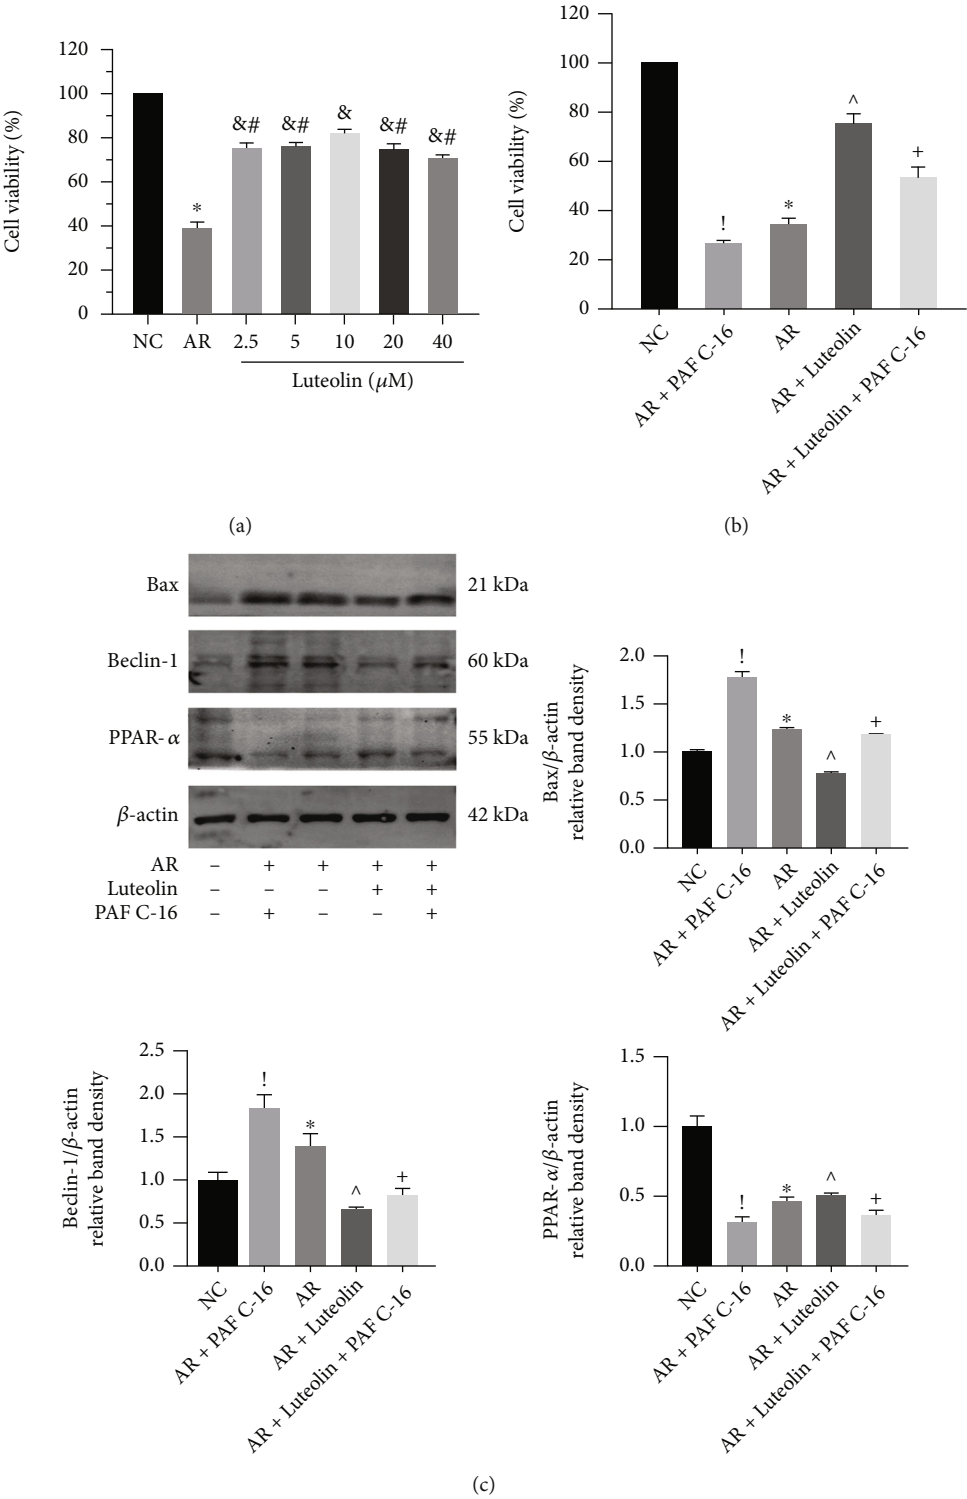 120
100
80
60
40
20
0
Cell viability (%)
*
&#
&#
&
&#
&#
NC AR 2.5 5 10 20 40
Luteolin (μM)
(a)
120
100
80
60
40
20
0
Cell viability (%)
!
*
^
+
NC
AR + PAF C-16
AR
AR + Luteolin
AR + Luteolin + PAF C-16
(b)
Bax 21 kDa
Beclin-1 60 kDa
PPAR-α 55 kDa
β-actin 42 kDa
AR – + + + +
Luteolin – – – + +
PAF C-16 – + – – +
2.0
1.5
1.0
0.5
0.0
Bax/β-actin
relative band density
!
*
^
+
NC
AR + PAF C-16
AR
AR + Luteolin
AR + Luteolin + PAF C-16
2.5
2.0
1.5
1.0
0.5
0.0
Beclin-1/β-actin
relative band density
!
*
^
+
NC
AR + PAF C-16
AR
AR + Luteolin
AR + Luteolin + PAF C-16
1.5
1.0
0.5
0.0
PPAR-α/β-actin
relative band density
!
*
^
+
NC
AR + PAF C-16
AR
AR + Luteolin
AR + Luteolin + PAF C-16
(c)